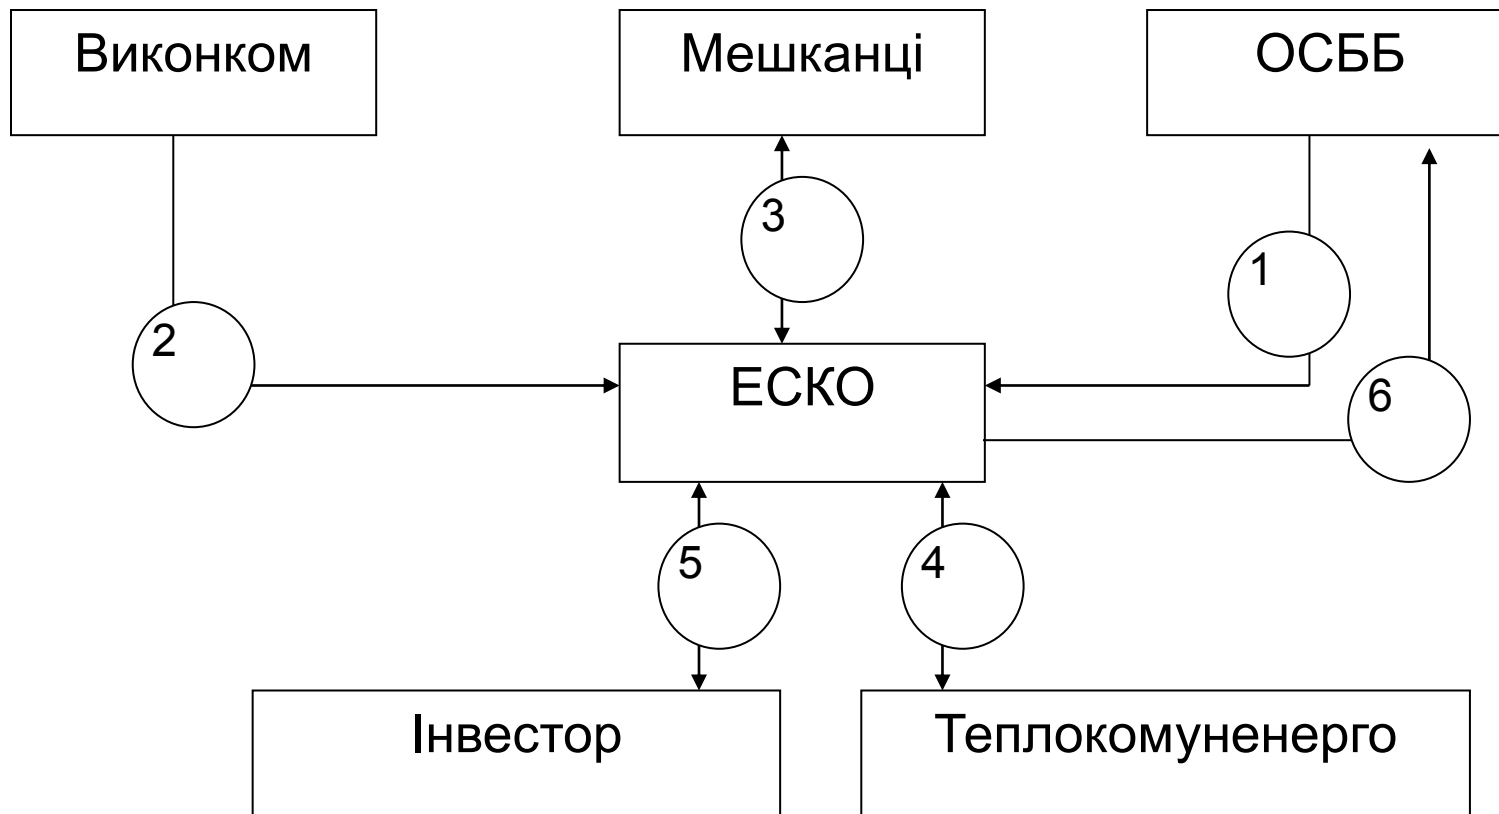 Виконком
Мешканці
ОСББ
3
1
2
ЕСКО
6
5
4
Інвестор
Теплокомуненерго